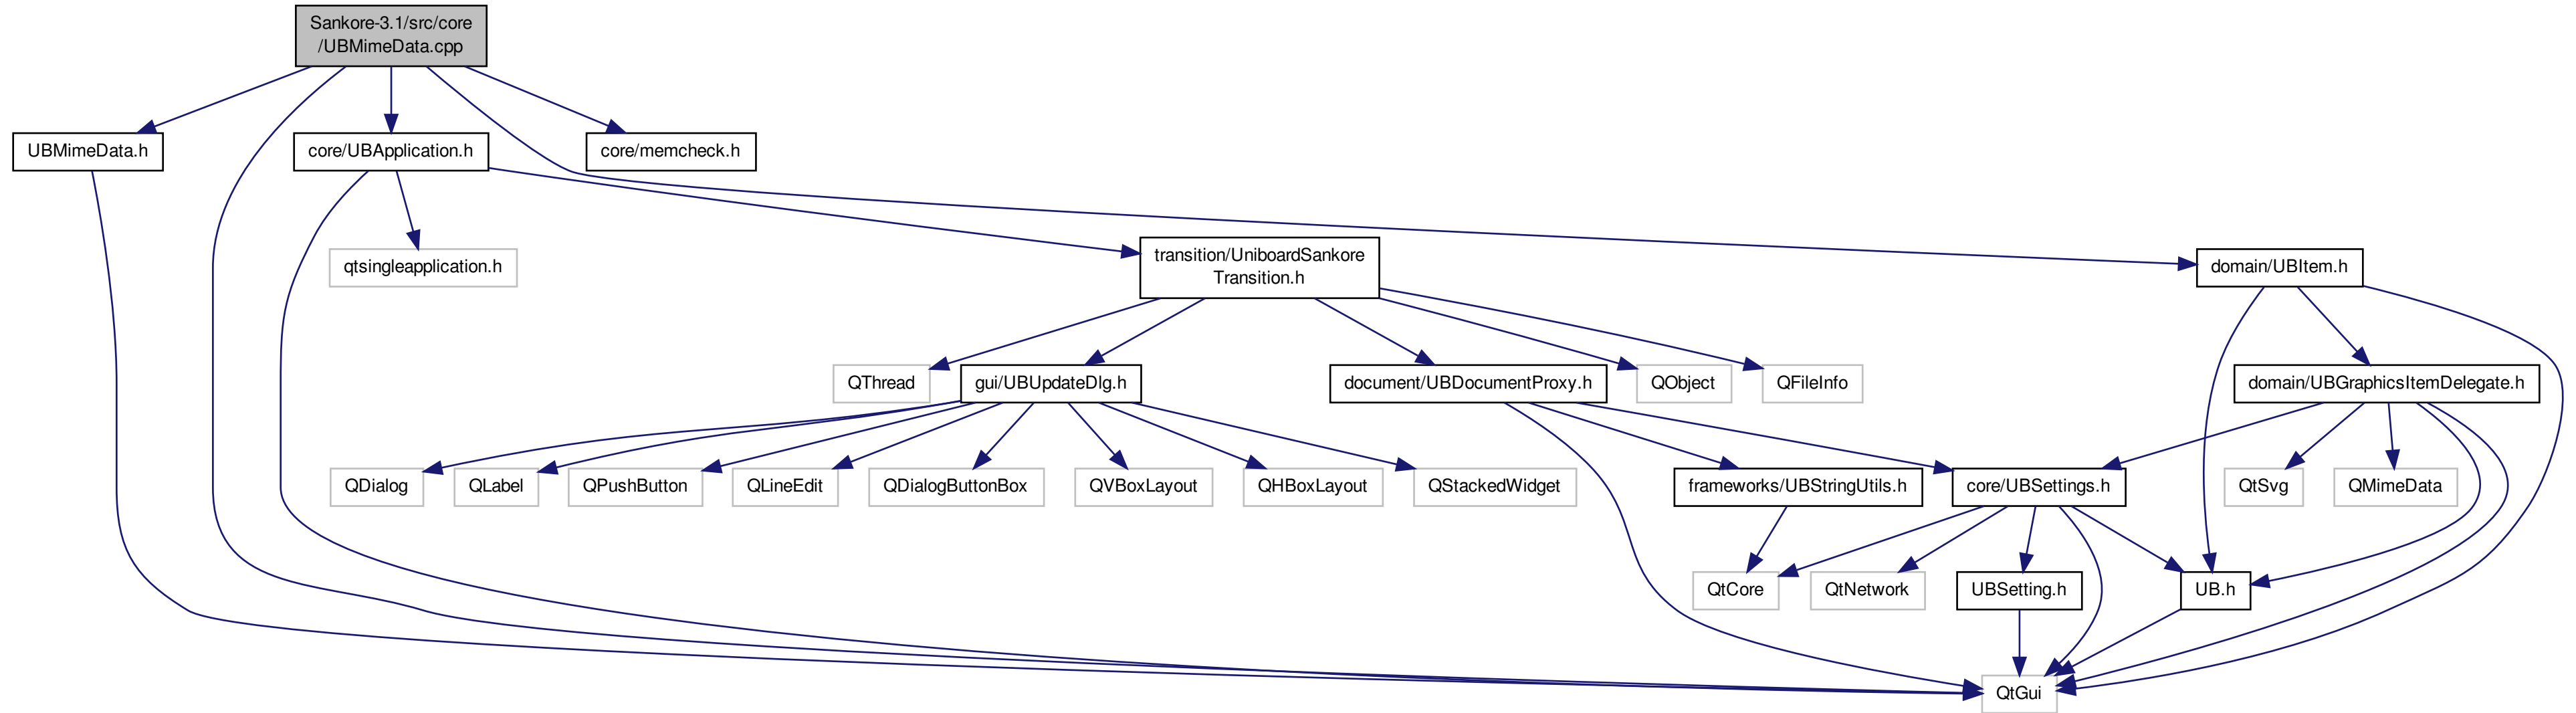 Sankore-3.1/src/core
/UBMimeData.cpp
UBMimeData.h
core/UBApplication.h
core/memcheck.h
qtsingleapplication.h
transition/UniboardSankore
Transition.h
domain/UBItem.h
QThread
gui/UBUpdateDlg.h
document/UBDocumentProxy.h
QObject
QFileInfo
domain/UBGraphicsItemDelegate.h
QDialog
QLabel
QPushButton
QLineEdit
QDialogButtonBox
QVBoxLayout
QHBoxLayout
QStackedWidget
frameworks/UBStringUtils.h
core/UBSettings.h
QtSvg
QMimeData
QtCore
QtNetwork
UBSetting.h
UB.h
QtGui